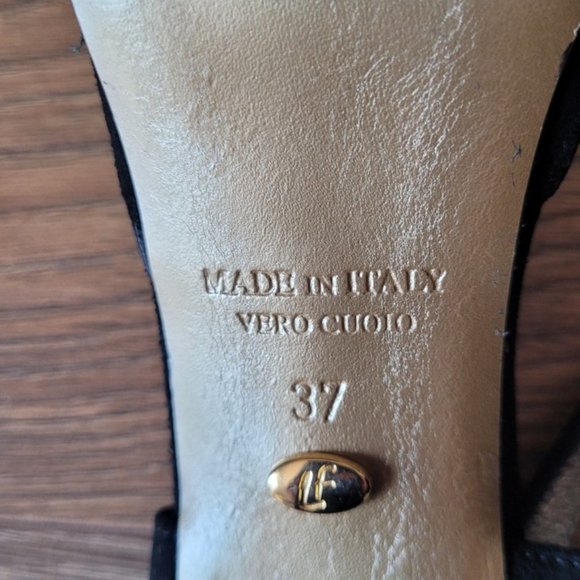 MADE IN ITALY
VERO CUOIO
37
LF